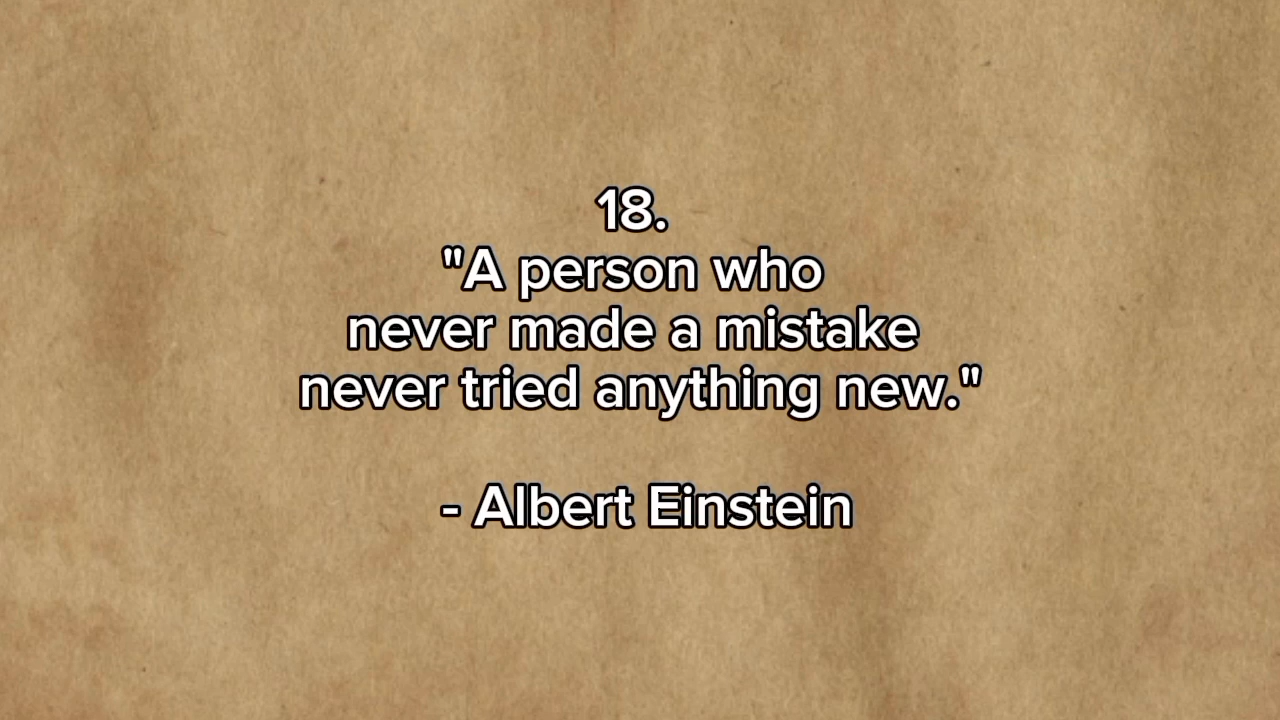 18.
"A person who
never made a mistake
never tried anything new."
- Albert Einstein